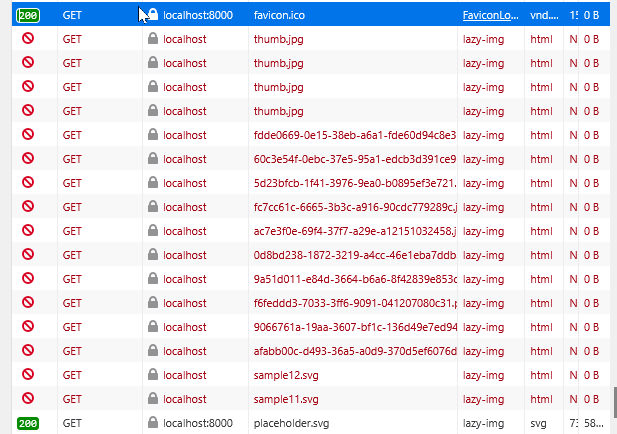 200 GET localhost:8000 favicon.ico FaviconLo... vnd.... 15 0 B
GET localhost thumb.jpg lazy-img html N 0 B
GET localhost thumb.jpg lazy-img html N 0 B
GET localhost thumb.jpg lazy-img html N 0 B
GET localhost thumb.jpg lazy-img html N 0 B
GET localhost fdde0669-0e15-38eb-a6a1-fde60d94c8e3 lazy-img html N 0 B
GET localhost 60c3e54f-0ebc-37e5-95a1-edcb3d391ce9 lazy-img html N 0 B
GET localhost 5d23bfcb-1f41-3976-9ea0-b0895ef3e721. lazy-img html N 0 B
GET localhost fc7cc61c-6665-3b3c-a916-90cdc779289c.j lazy-img html N 0 B
GET localhost ac7e3f0e-69f4-37f7-a29e-a12151032458.j lazy-img html N 0 B
GET localhost 0d8bd238-1872-3219-a4cc-46e1eba7ddb lazy-img html N 0 B
GET localhost 9a51d011-e84d-3664-b6a6-8f42839e853c lazy-img html N 0 B
GET localhost f6feddd3-7033-3ff6-9091-041207080c31.p lazy-img html N 0 B
GET localhost 9066761a-19aa-3607-bf1c-136d49e7ed94 lazy-img html N 0 B
GET localhost afabb00c-d493-36a5-a0d9-370d5ef6076d lazy-img html N 0 B
GET localhost sample12.svg lazy-img html N 0 B
GET localhost sample11.svg lazy-img html N 0 B
200 GET localhost:8000 placeholder.svg lazy-img svg 73 58...